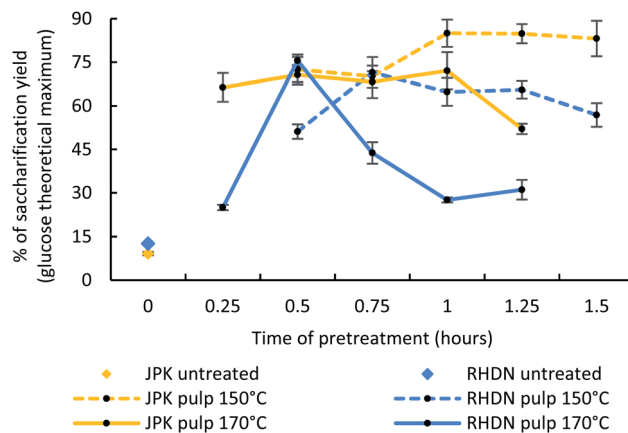 % of saccharification yield
(glucose theoretical maximum)
90
75
60
45
30
15
0
0 0.25 0.5 0.75 1 1.25 1.5
Time of pretreatment (hours)
JPK untreated RHDN untreated
JPK pulp 150°C RHDN pulp 150°C
JPK pulp 170°C RHDN pulp 170°C